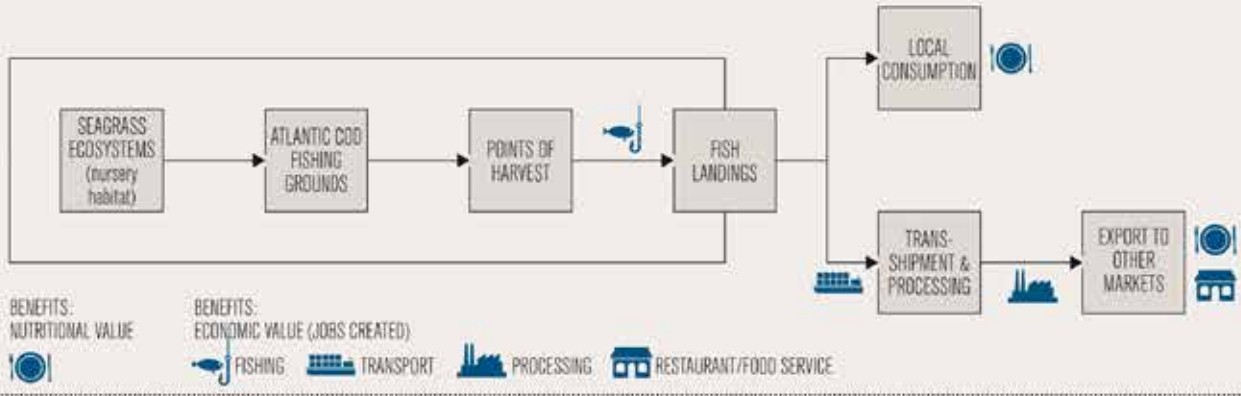 SEAGRASS
ECOSYSTEMS
(nursery
habitat)
ATLANTIC COD
FISHING
GROUNDS
POINTS OF
HARVEST
FISH
LANDINGS
LOCAL
CONSUMPTION
TRANS-
SHIPMENT &
PROCESSING
EXPORT TO
OTHER
MARKETS
BENEFITS:
NUTRITIONAL VALUE
BENEFITS:
ECONOMIC VALUE (JOBS CREATED)
FISHING
TRANSPORT
PROCESSING
RESTAURANT/FOOD SERVICE